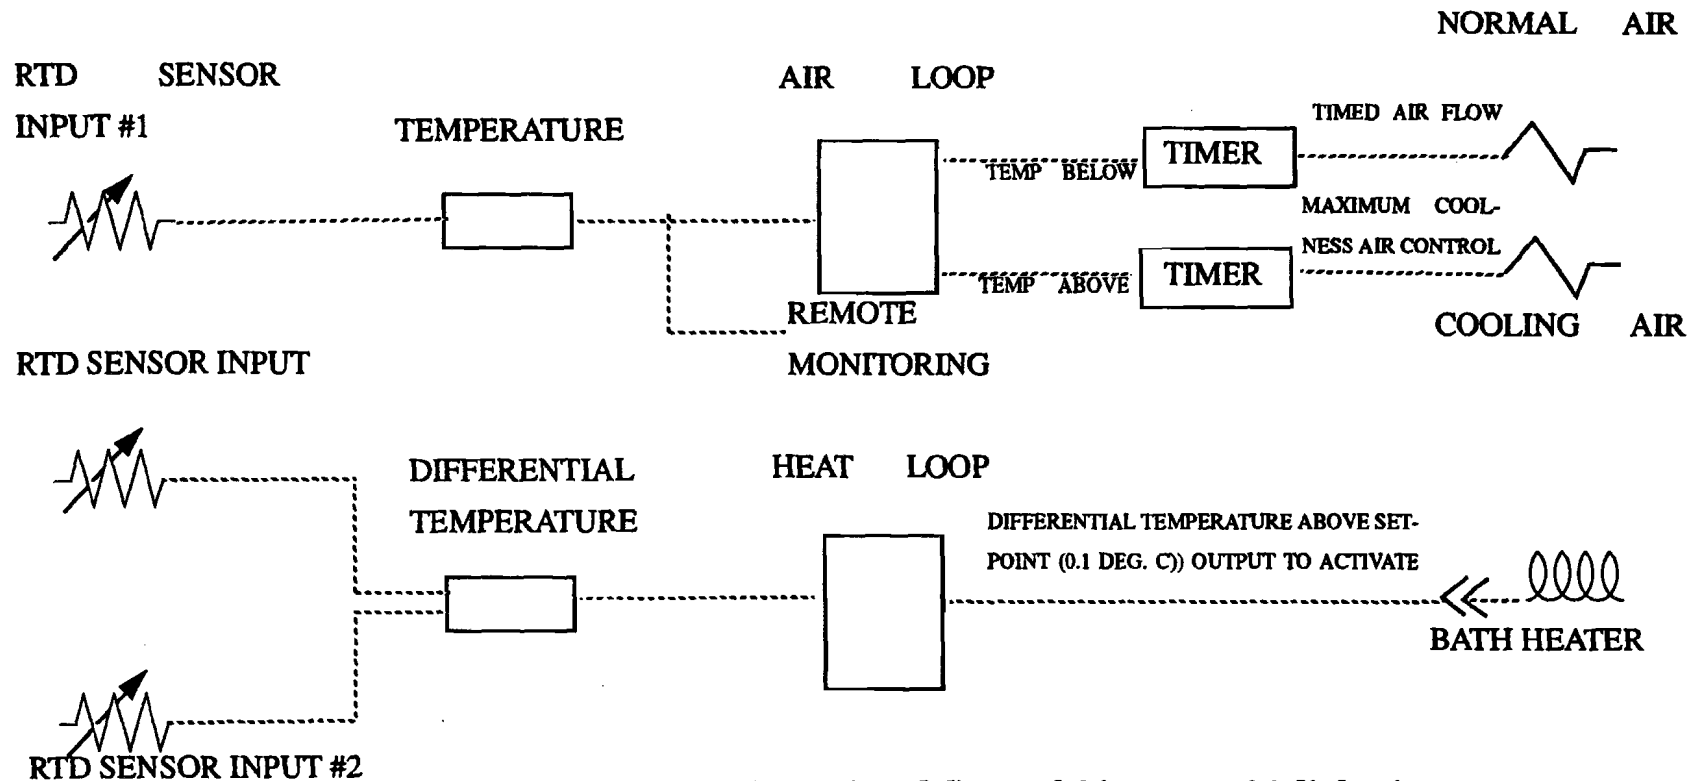 NORMAL AIR
RTD SENSOR
INPUT #1
TEMPERATURE
AIR LOOP
TEMP BELOW
TIMER
TIMED AIR FLOW
MAXIMUM COOL-
NESS AIR CONTROL
TEMP ABOVE
TIMER
COOLING AIR
REMOTE
MONITORING
RTD SENSOR INPUT
DIFFERENTIAL
TEMPERATURE
HEAT LOOP
DIFFERENTIAL TEMPERATURE ABOVE SET-
POINT (0.1 DEG. C)) OUTPUT TO ACTIVATE
BATH HEATER
RTD SENSOR INPUT #2